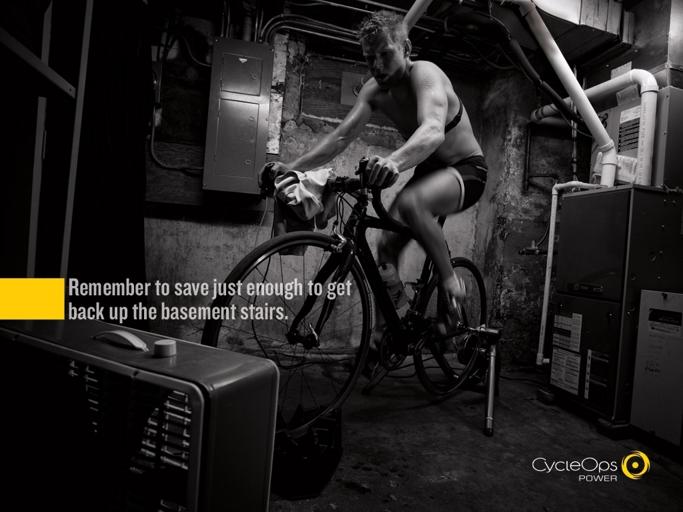 Remember to save just enough to get
back up the basement stairs.
CycleOps
POWER